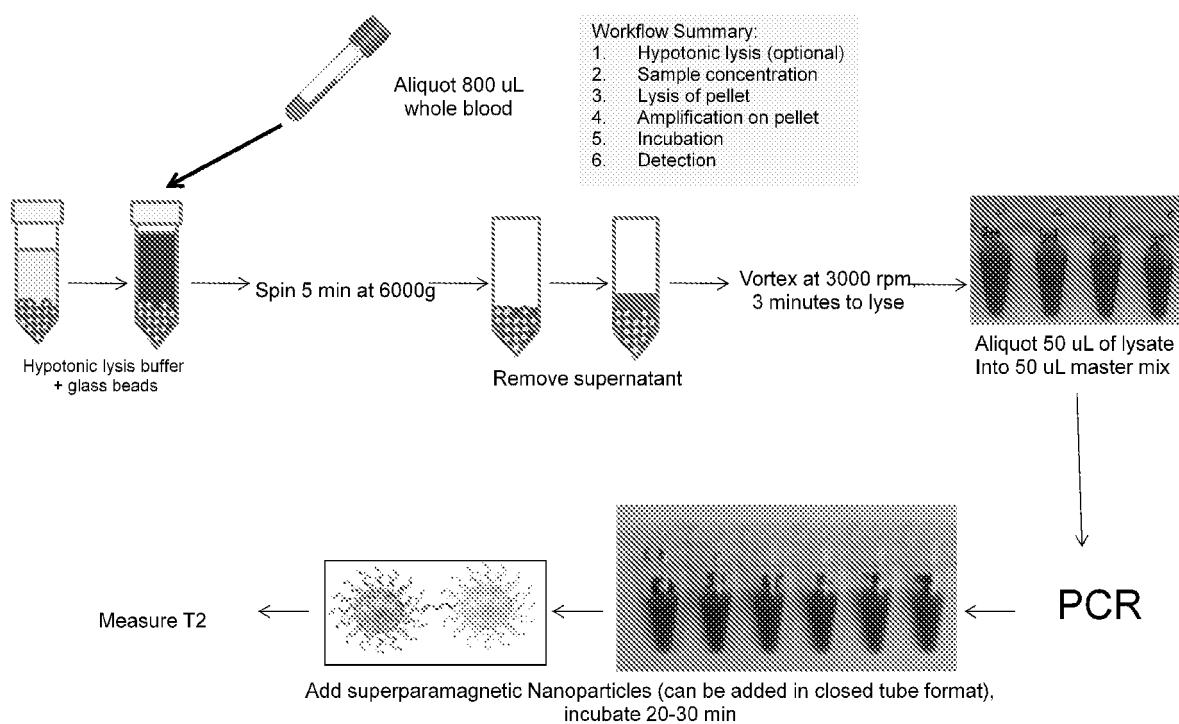 Aliquot 800 uL
whole blood
Workflow Summary:
1. Hypotonic lysis (optional)
2. Sample concentration
3. Lysis of pellet
4. Amplification on pellet
5. Incubation
6. Detection
Hypotonic lysis buffer
+ glass beads
Spin 5 min at 6000g
Remove supernatant
Vortex at 3000 rpm,
3 minutes to lyse
Aliquot 50 uL of lysate
Into 50 uL master mix
PCR
Add superparamagnetic Nanoparticles (can be added in closed tube format),
incubate 20-30 min
Measure T2